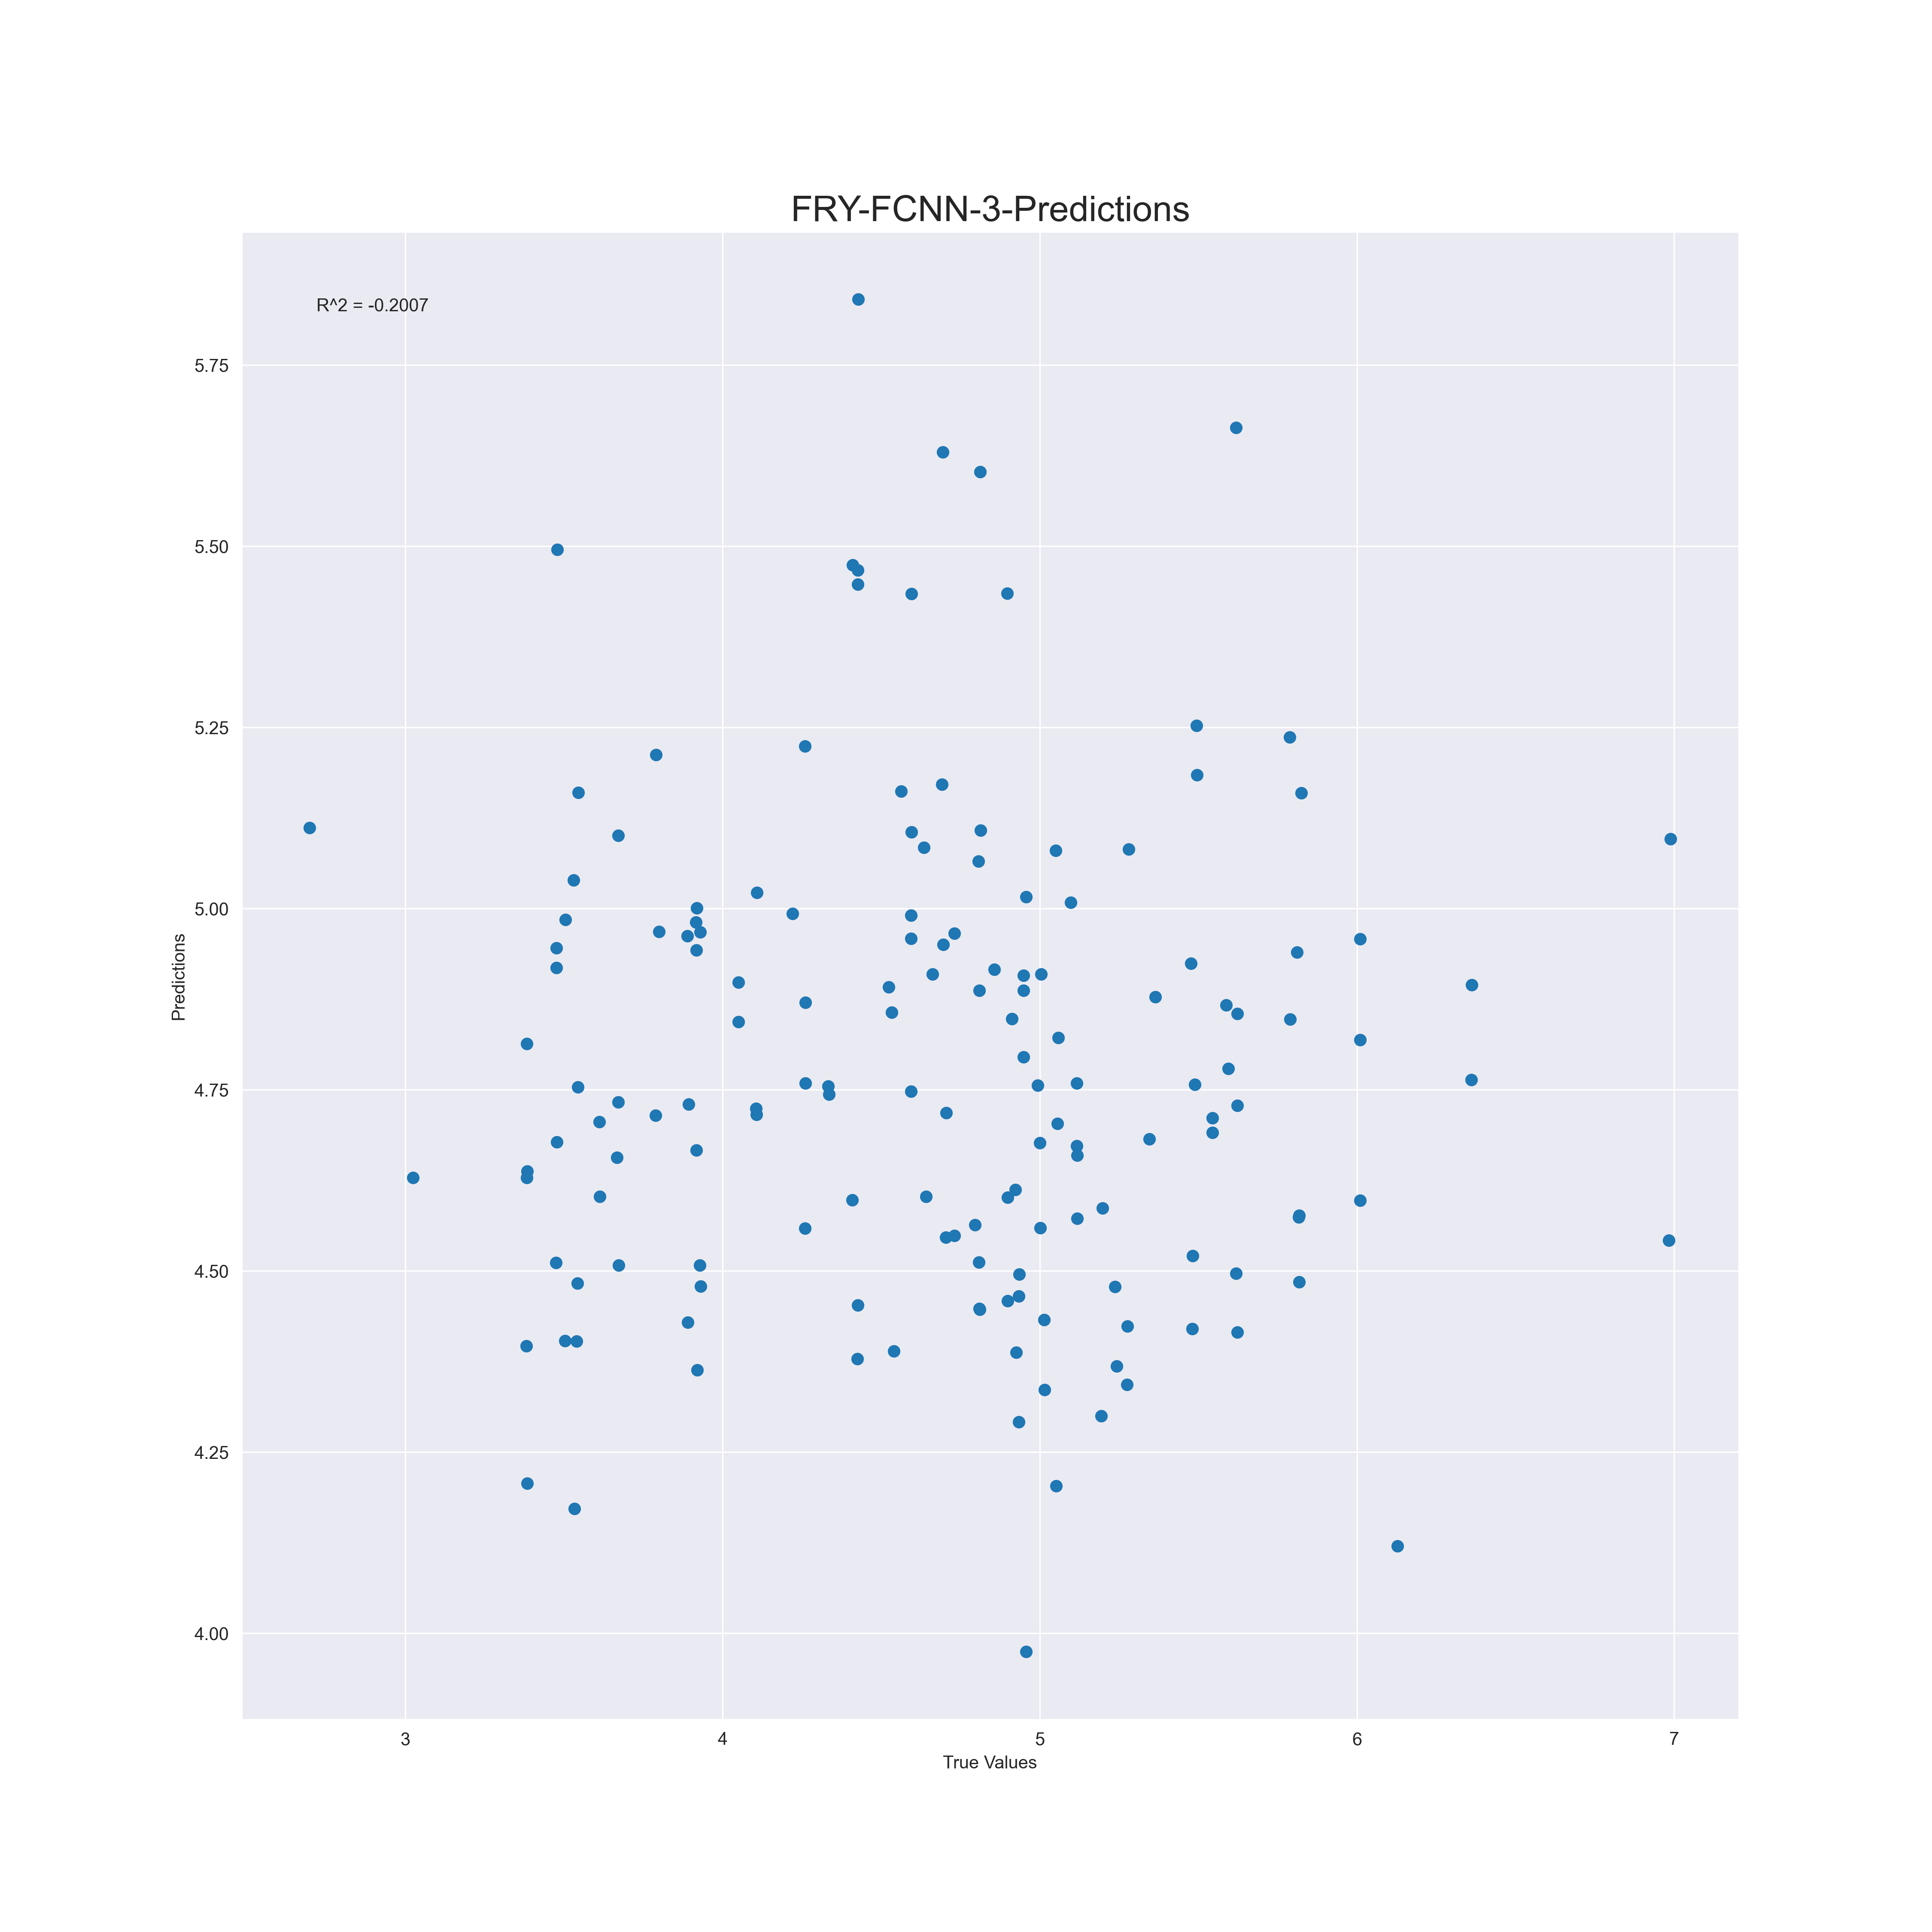 FRY-FCNN-3-Predictions
R^2 = -0.2007
5.75
5.50
5.25
5.00
4.75
4.50
4.25
4.00
Predictions
3 4 5 6 7
True Values